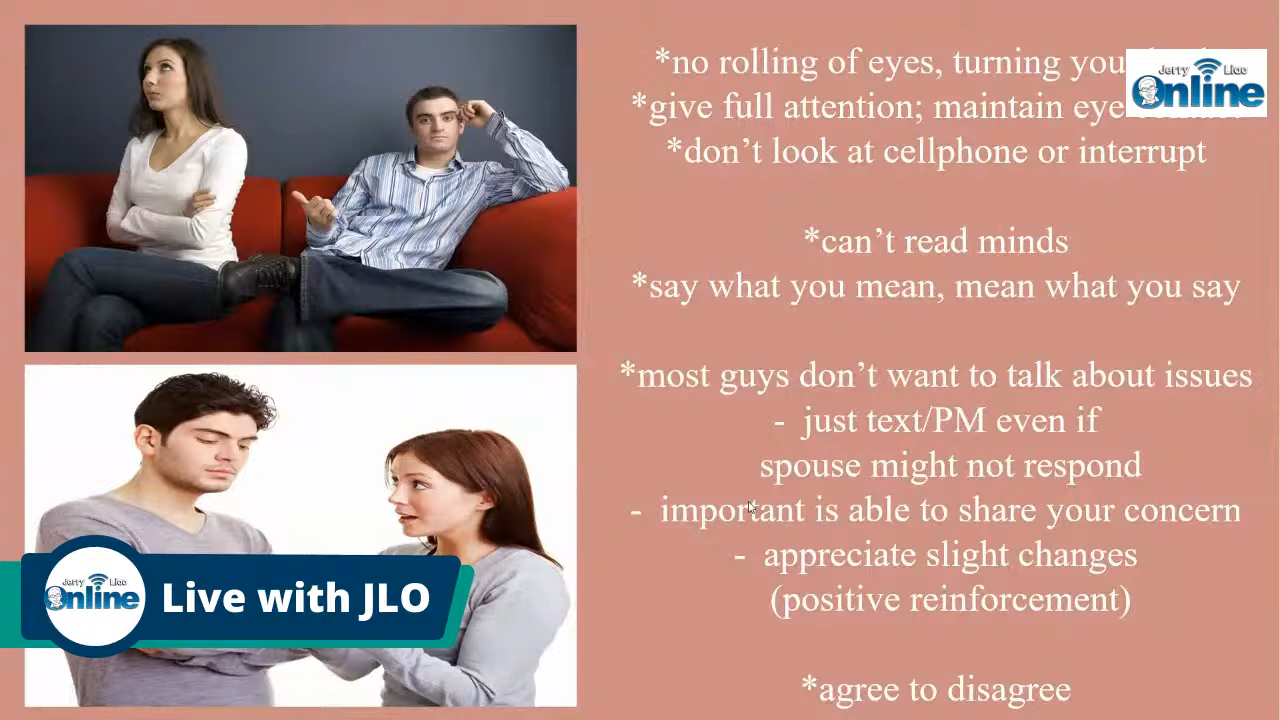 *no rolling of eyes, turning you
*give full attention; maintain eye
*don’t look at cellphone or interrupt
*can’t read minds
*say what you mean, mean what you say
*most guys don’t want to talk about issues
- just text/PM even if
spouse might not respond
- important is able to share your concern
- appreciate slight changes
(positive reinforcement)
*agree to disagree
Jerry Liao
Online
Jerry Liao
Online
Live with JLO